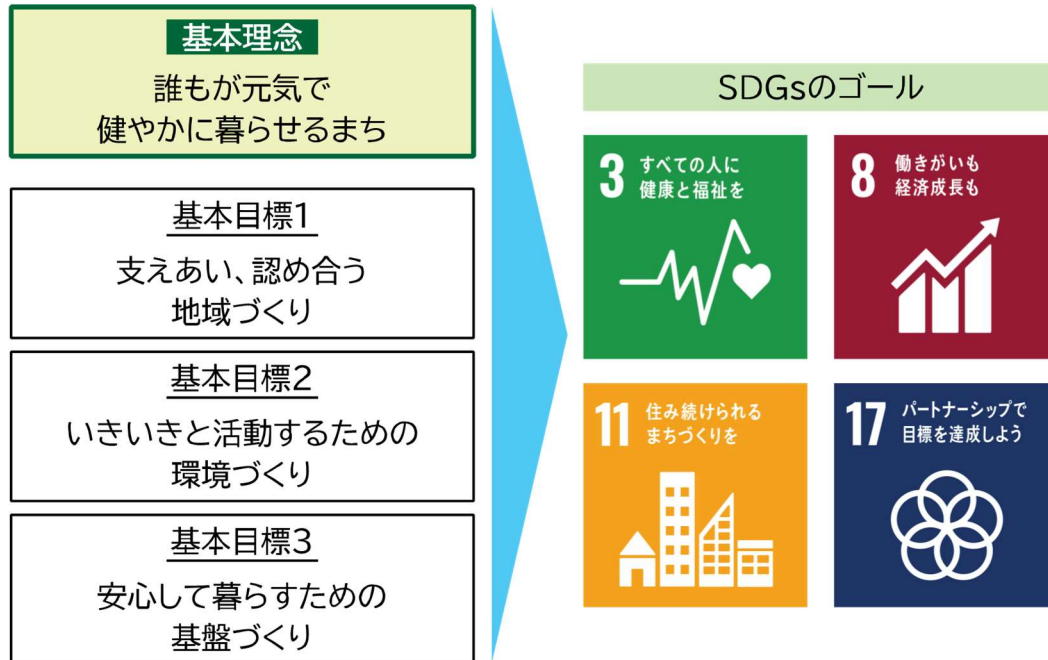 基本理念
誰もが元気で
健やかに暮らせるまち
基本目標1
支えあい、認め合う
地域づくり
基本目標2
いきいきと活動するための
環境づくり
基本目標3
安心して暮らすための
基盤づくり
SDGsのゴール
3
すべての人に
健康と福祉を
8
働きがいも
経済成長も
11
住み続けられる
まちづくりを
17
パートナーシップで
目標を達成しよう